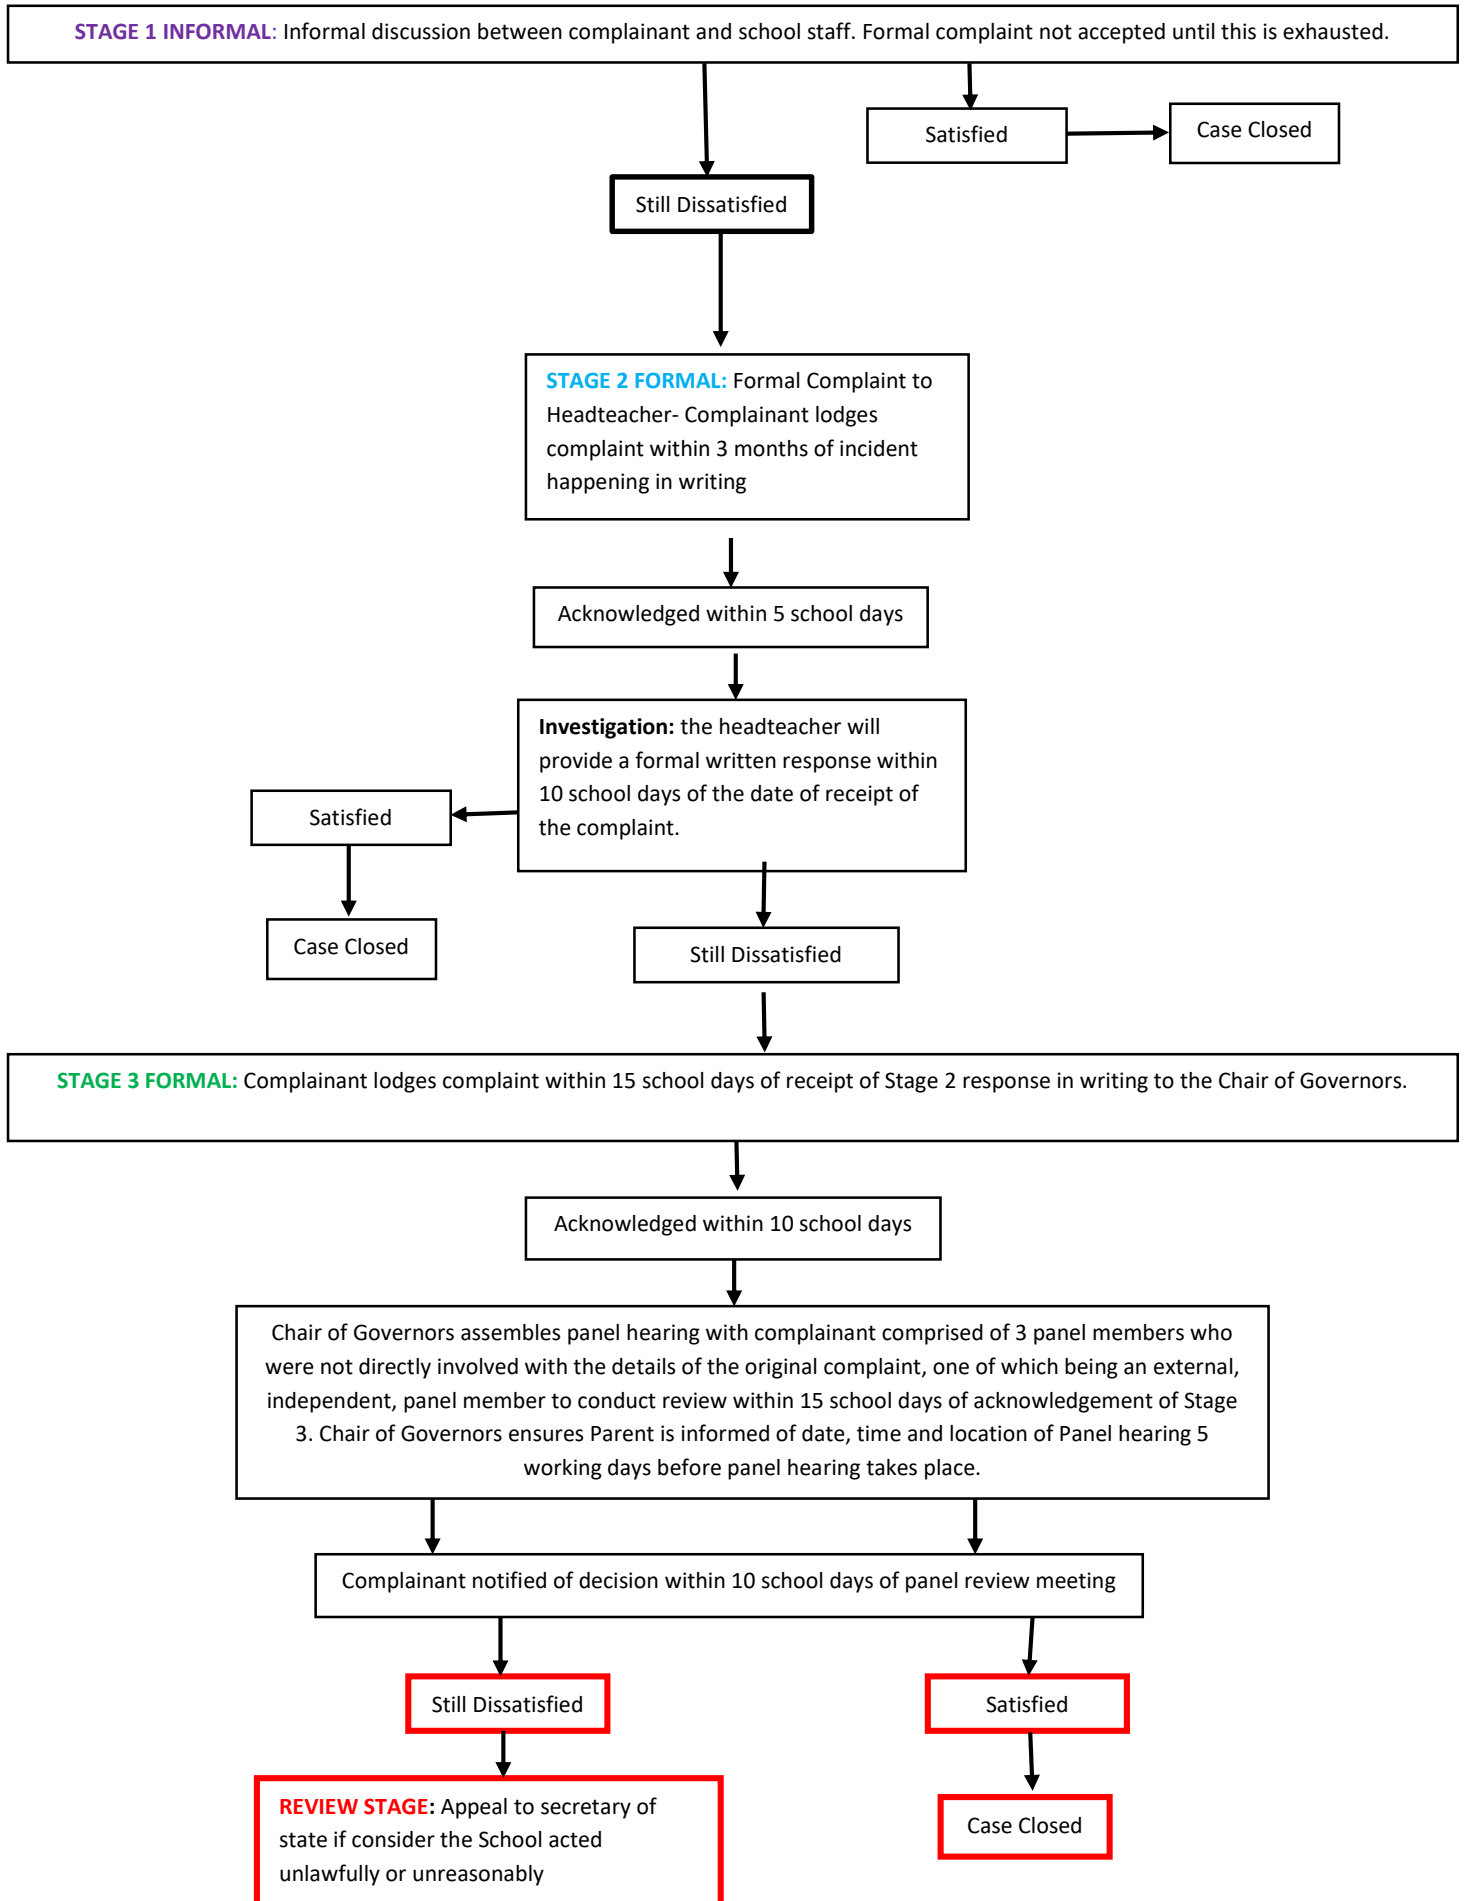 STAGE 1 INFORMAL: Informal discussion between complainant and school staff. Formal complaint not accepted until this is exhausted.
Satisfied
Case Closed
Still Dissatisfied
STAGE 2 FORMAL: Formal Complaint to
Headteacher- Complainant lodges
complaint within 3 months of incident
happening in writing
Acknowledged within 5 school days
Investigation: the headteacher will
provide a formal written response within
10 school days of the date of receipt of
the complaint.
Satisfied
Case Closed
Still Dissatisfied
STAGE 3 FORMAL: Complainant lodges complaint within 15 school days of receipt of Stage 2 response in writing to the Chair of Governors.
Acknowledged within 10 school days
Chair of Governors assembles panel hearing with complainant comprised of 3 panel members who
were not directly involved with the details of the original complaint, one of which being an external,
independent, panel member to conduct review within 15 school days of acknowledgement of Stage
3. Chair of Governors ensures Parent is informed of date, time and location of Panel hearing 5
working days before panel hearing takes place.
Complainant notified of decision within 10 school days of panel review meeting
Still Dissatisfied
Satisfied
REVIEW STAGE: Appeal to secretary of
state if consider the School acted
unlawfully or unreasonably
Case Closed